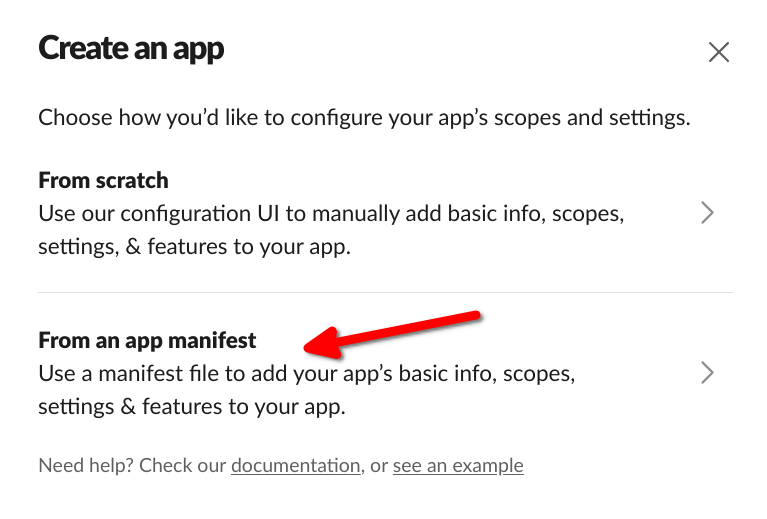 Create an app
Choose how you’d like to configure your app’s scopes and settings.
From scratch
Use our configuration UI to manually add basic info, scopes,
settings, & features to your app.
From an app manifest
Use a manifest file to add your app’s basic info, scopes,
settings & features to your app.
Need help? Check our documentation, or see an example